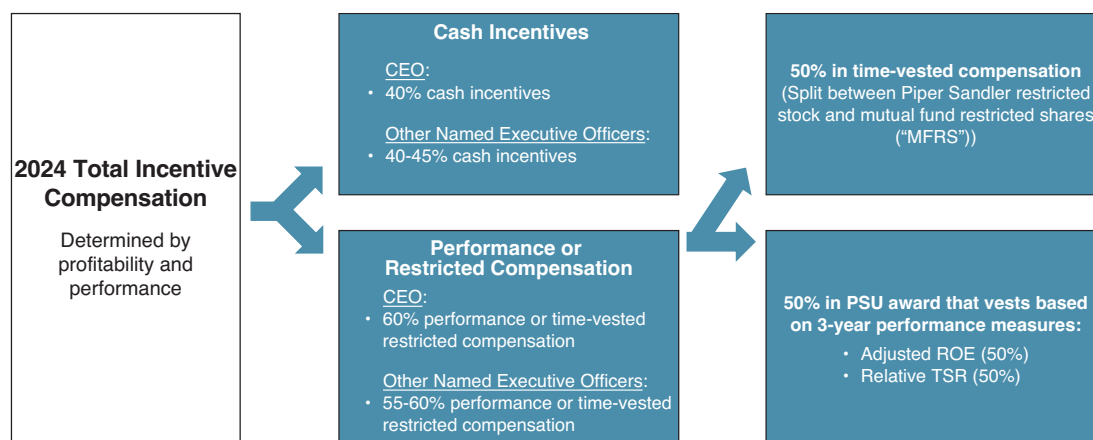 2024 Total Incentive
Compensation
Determined by
profitability and
performance
Cash Incentives
CEO:
• 40% cash incentives
Other Named Executive Officers:
• 40-45% cash incentives
Performance or
Restricted Compensation
CEO:
• 60% performance or time-vested
restricted compensation
Other Named Executive Officers:
• 55-60% performance or time-vested
restricted compensation
50% in time-vested compensation
(Split between Piper Sandler restricted
stock and mutual fund restricted shares
(“MFRS”))
50% in PSU award that vests based
on 3-year performance measures:
• Adjusted ROE (50%)
• Relative TSR (50%)